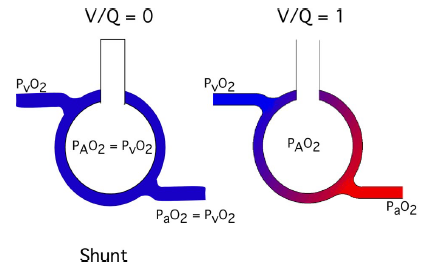 V/Q = 0
V/Q = 1
PvO2
PvO2
PAO2 = PvO2
PAO2
PaO2 = PvO2
PaO2
Shunt